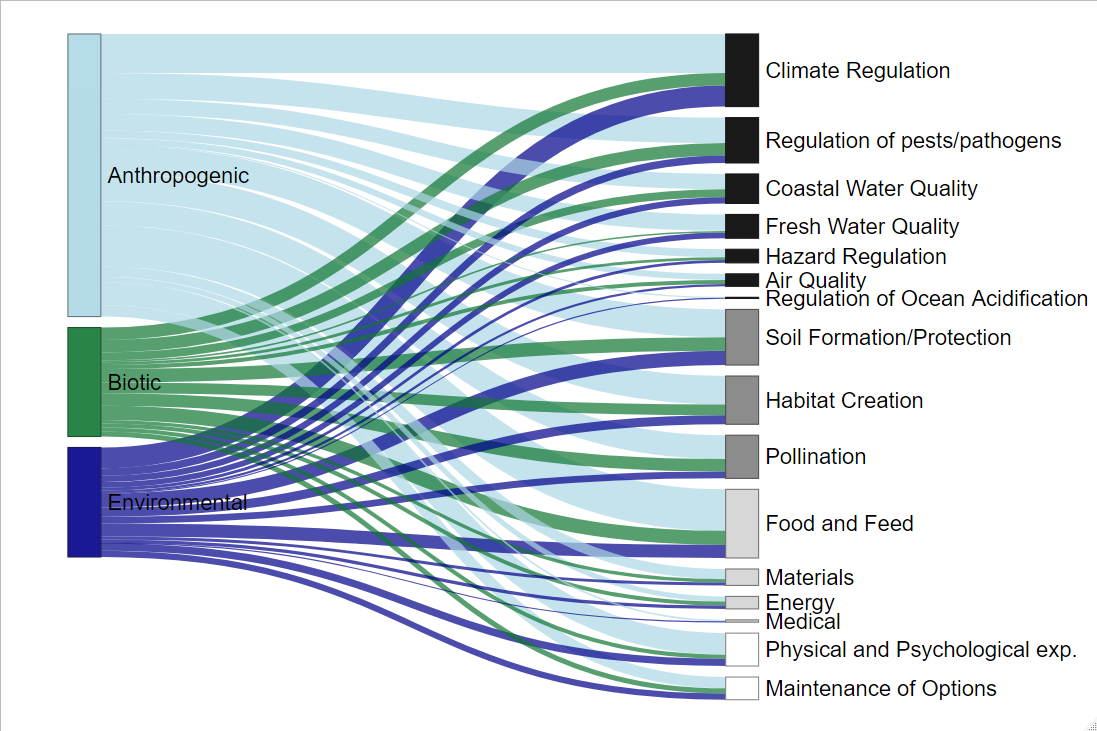 Anthropogenic
Biotic
Environmental
Climate Regulation
Regulation of pests/pathogens
Coastal Water Quality
Fresh Water Quality
Hazard Regulation
Air Quality
Regulation of Ocean Acidification
Soil Formation/Protection
Habitat Creation
Pollination
Food and Feed
Materials
Energy
Medical
Physical and Psychological exp.
Maintenance of Options